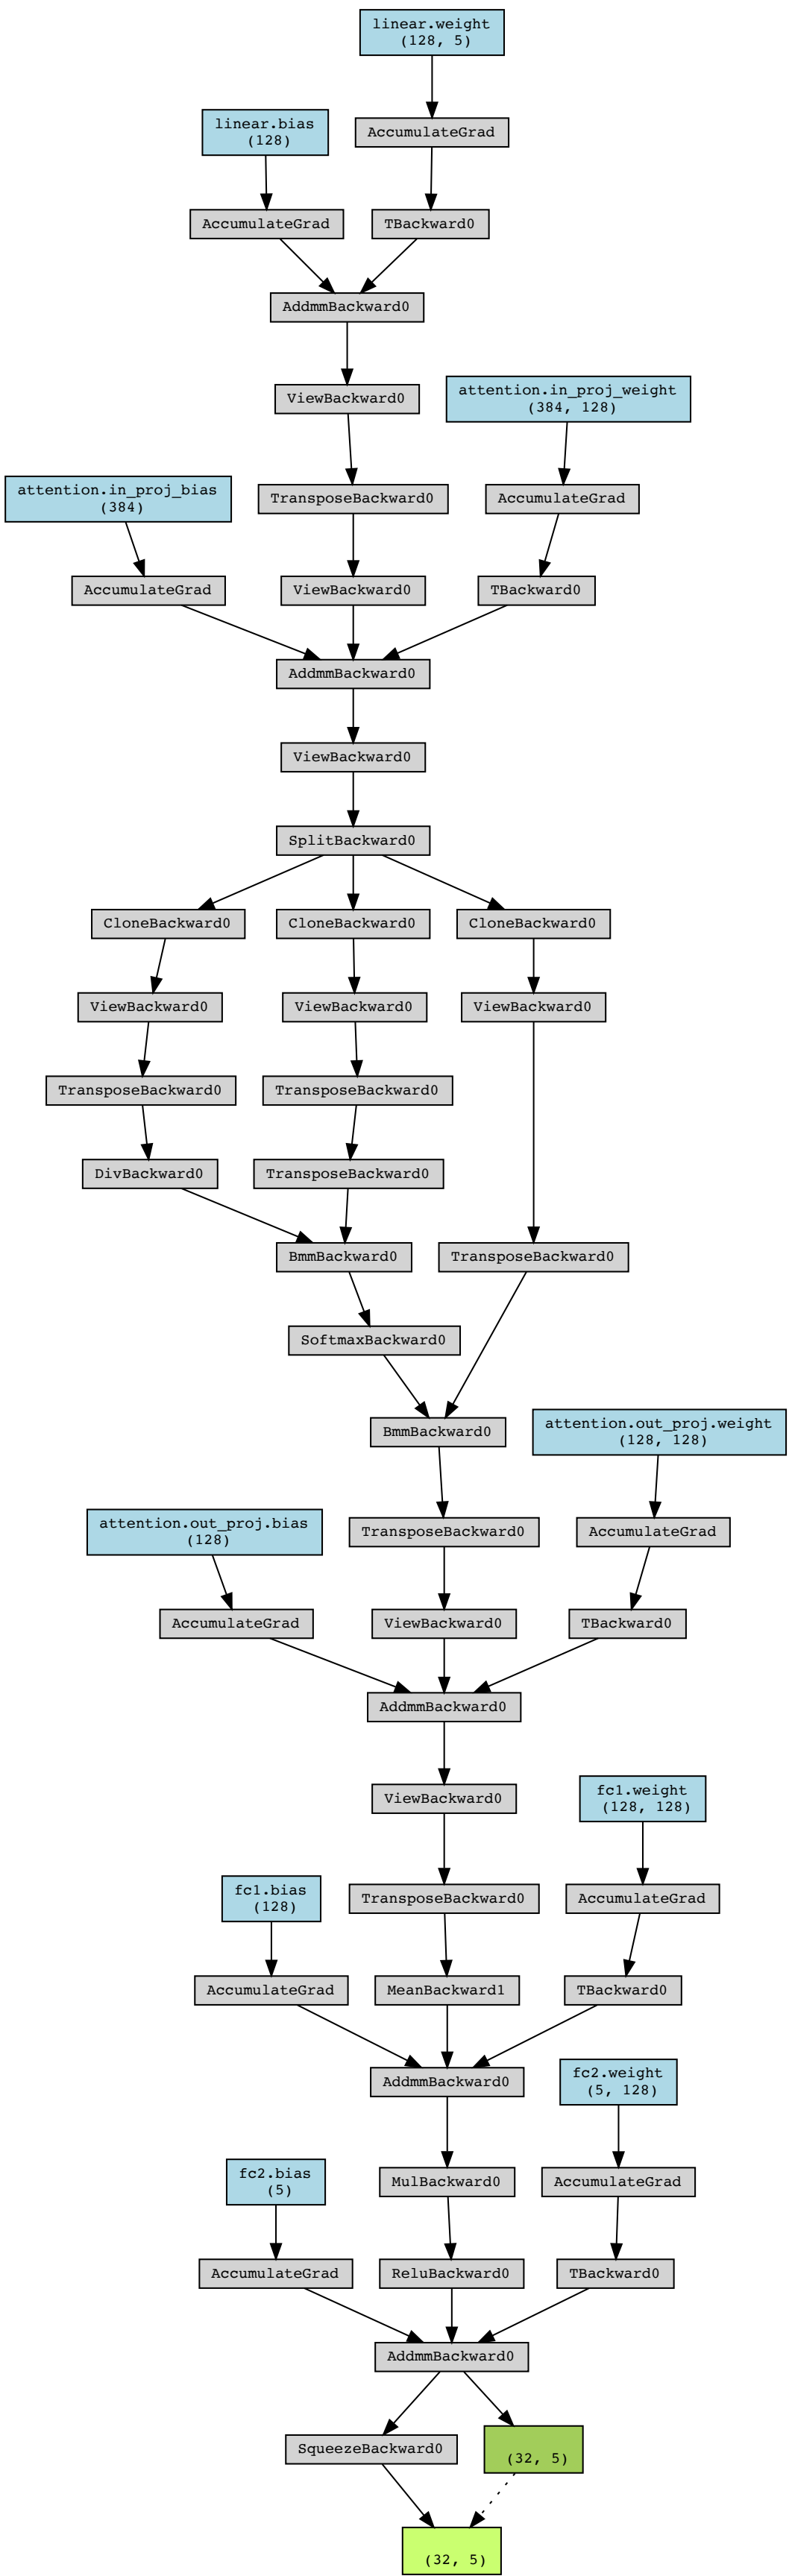 linear.weight
(128, 5)
linear.bias
(128)
AccumulateGrad
AccumulateGrad
TBackward0
AddmmBackward0
ViewBackward0
attention.in_proj_weight
(384, 128)
attention.in_proj_bias
(384)
TransposeBackward0
AccumulateGrad
AccumulateGrad
ViewBackward0
TBackward0
AddmmBackward0
ViewBackward0
SplitBackward0
CloneBackward0
CloneBackward0
CloneBackward0
ViewBackward0
ViewBackward0
ViewBackward0
TransposeBackward0
TransposeBackward0
DivBackward0
TransposeBackward0
BmmBackward0
TransposeBackward0
SoftmaxBackward0
BmmBackward0
attention.out_proj.weight
(128, 128)
attention.out_proj.bias
(128)
TransposeBackward0
AccumulateGrad
AccumulateGrad
ViewBackward0
TBackward0
AddmmBackward0
ViewBackward0
fc1.weight
(128, 128)
fc1.bias
(128)
TransposeBackward0
AccumulateGrad
AccumulateGrad
MeanBackward1
TBackward0
AddmmBackward0
fc2.weight
(5, 128)
fc2.bias
(5)
MulBackward0
AccumulateGrad
AccumulateGrad
ReluBackward0
TBackward0
AddmmBackward0
SqueezeBackward0
(32, 5)
(32, 5)